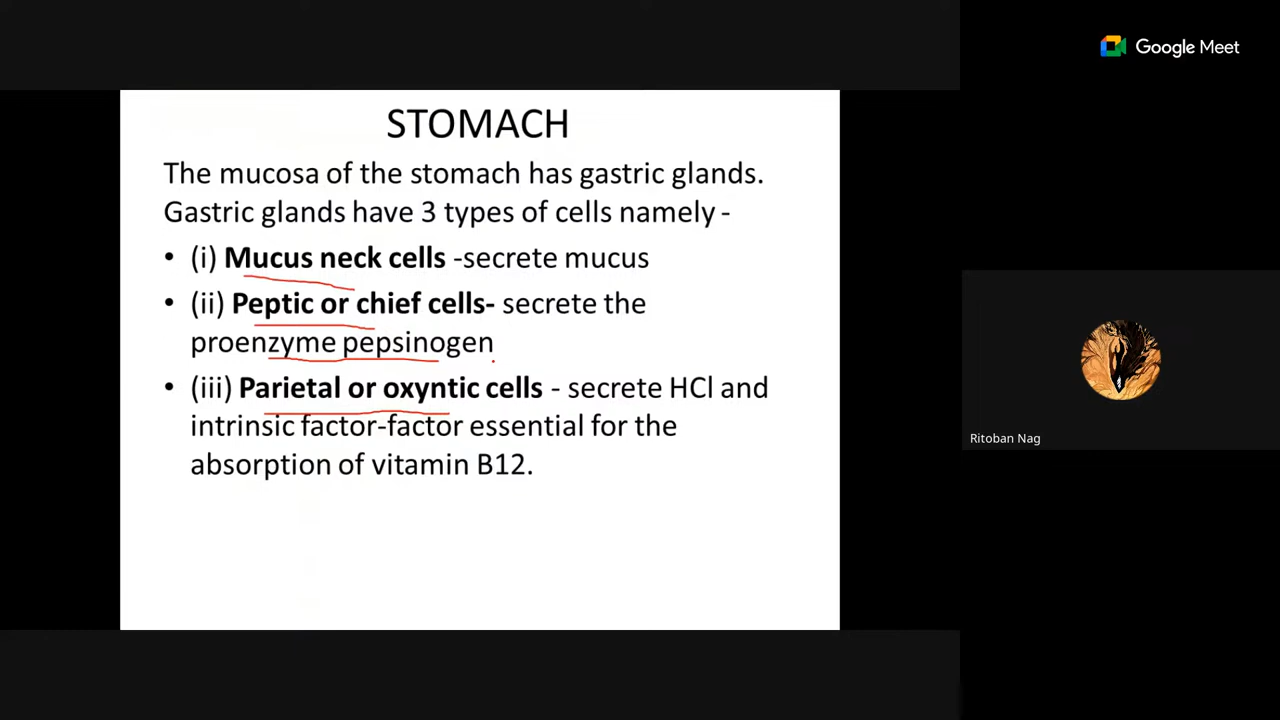 Google Meet
STOMACH
The mucosa of the stomach has gastric glands.
Gastric glands have 3 types of cells namely -
• (i) Mucus neck cells -secrete mucus
• (ii) Peptic or chief cells- secrete the
proenzyme pepsinogen
• (iii) Parietal or oxyntic cells - secrete HCl and
intrinsic factor-factor essential for the
absorption of vitamin B12.
Ritoban Nag